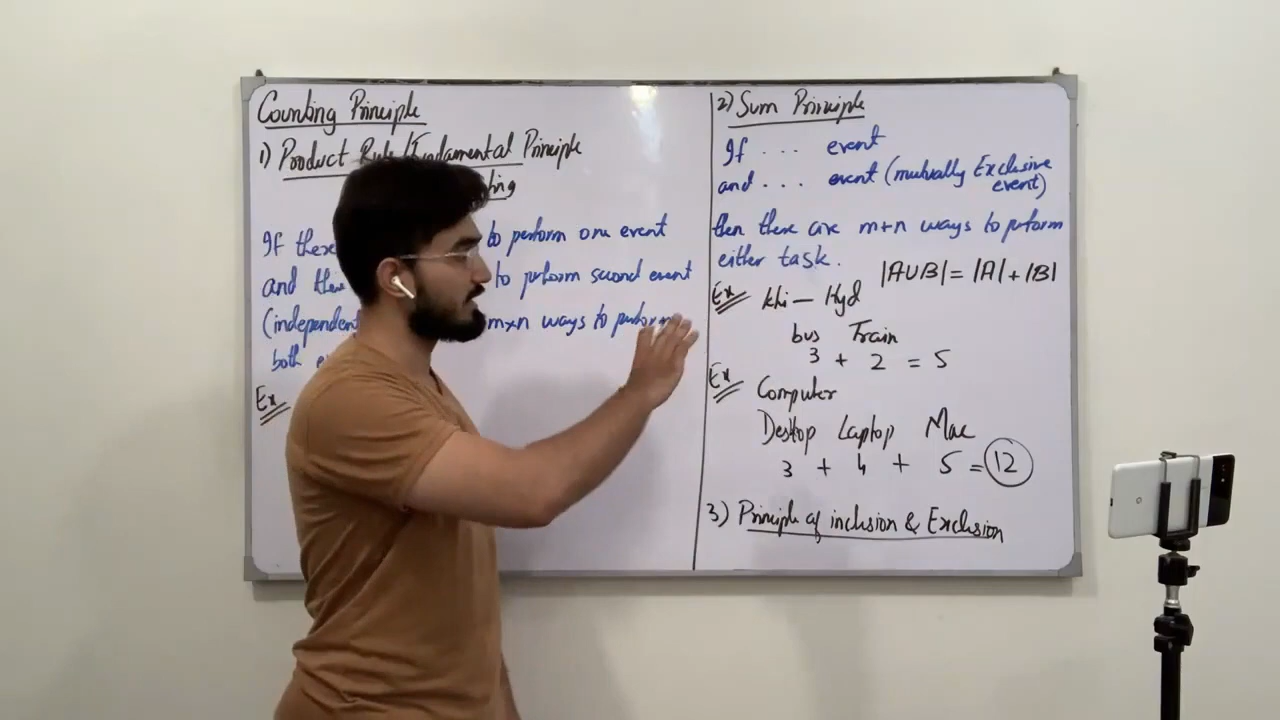 Counting Principle
1) Product Rule/Fundamental Principle
If there to perform one event
and there to perform second event
(independent m×n ways to perform
both
Ex
2) Sum Principle
If ... event
and ... event (mutually Exclusive
event)
then there are m+n ways to perform
either task.
|AUB| = |A| + |B|
Ex khi - Hyd
bus Train
3 + 2 = 5
Ex Computer
Destop Laptop Mac
3 + 4 + 5 = 12
3) Principle of inclusion & Exclusion